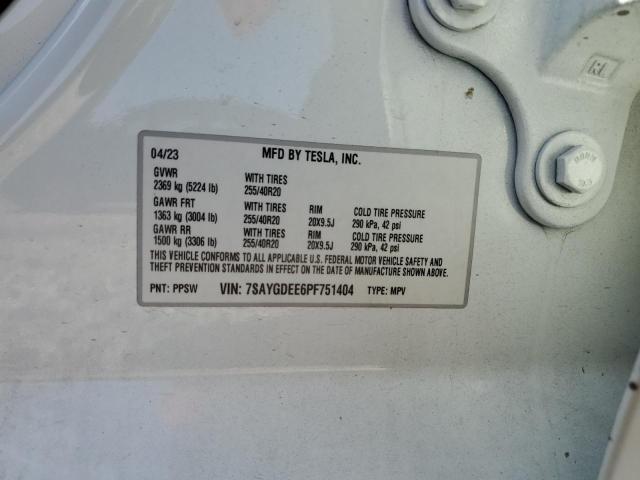 04/23 MFD BY TESLA, INC.
GVWR WITH TIRES
2369 kg (5224 lb) 255/40R20
GAWR FRT WITH TIRES RIM COLD TIRE PRESSURE
1363 kg (3004 lb) 255/40R20 20X9.5J 290 kPa, 42 psi
GAWR RR WITH TIRES RIM COLD TIRE PRESSURE
1500 kg (3306 lb) 255/40R20 20X9.5J 290 kPa, 42 psi
THIS VEHICLE CONFORMS TO ALL APPLICABLE U.S. FEDERAL MOTOR VEHICLE SAFETY AND
THEFT PREVENTION STANDARDS IN EFFECT ON THE DATE OF MANUFACTURE SHOWN ABOVE.
PNT: PPSW VIN: 7SAYGDEE6PF751404 TYPE: MPV